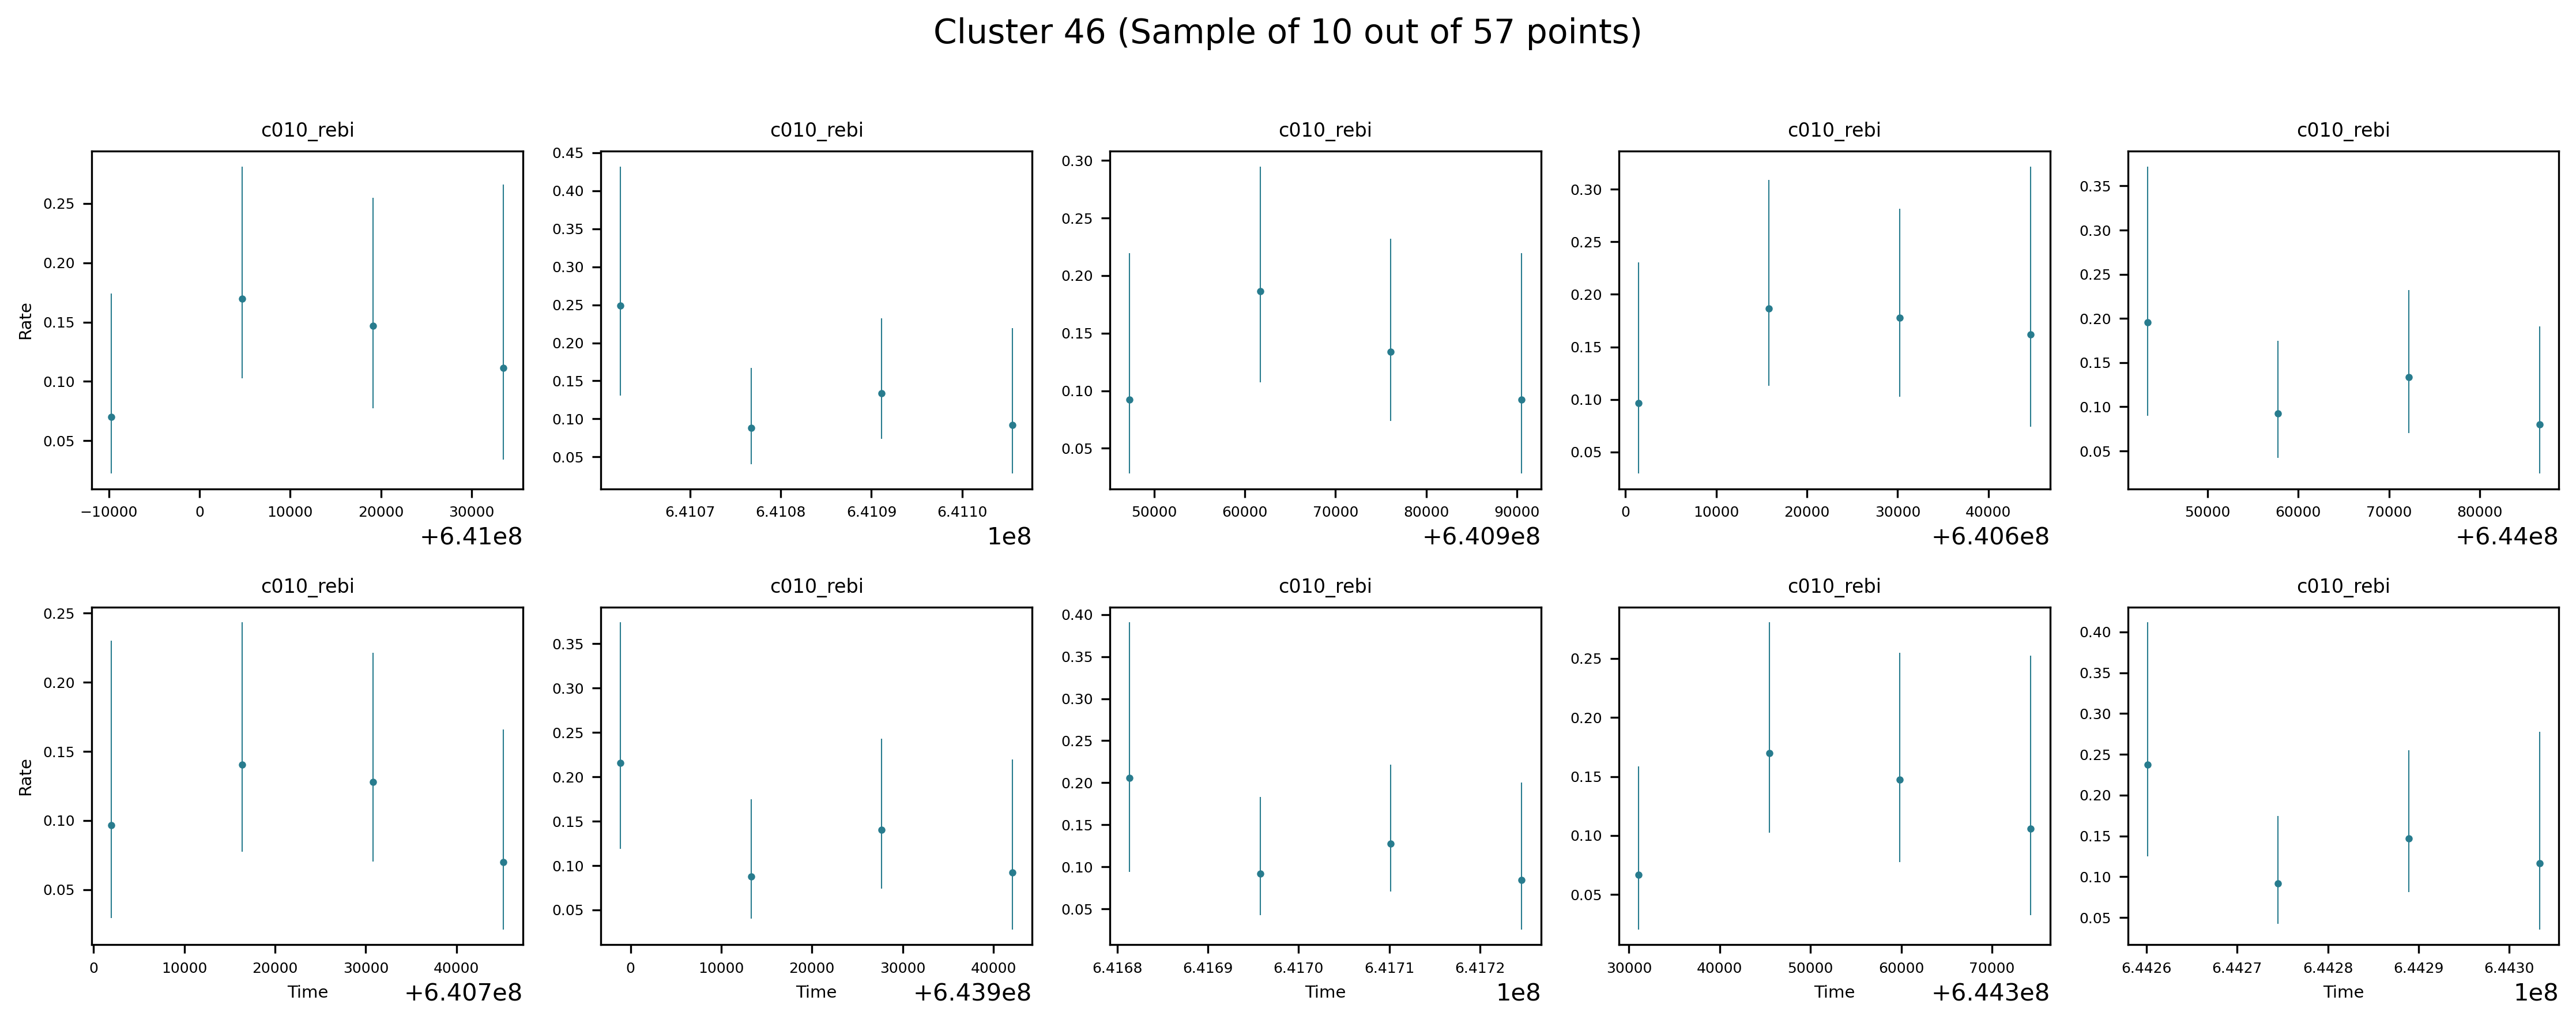 Cluster 46 (Sample of 10 out of 57 points)
c010_rebi c010_rebi c010_rebi c010_rebi c010_rebi
Rate
0.25
0.20
0.15
0.10
0.05
−10000 0 10000 20000 30000
+6.41e8
0.45
0.40
0.35
0.30
0.25
0.20
0.15
0.10
0.05
6.4107 6.4108 6.4109 6.4110
1e8
0.30
0.25
0.20
0.15
0.10
0.05
50000 60000 70000 80000 90000
+6.409e8
0.30
0.25
0.20
0.15
0.10
0.05
0 10000 20000 30000 40000
+6.406e8
0.35
0.30
0.25
0.20
0.15
0.10
0.05
50000 60000 70000 80000
+6.44e8
c010_rebi c010_rebi c010_rebi c010_rebi c010_rebi
Rate
0.25
0.20
0.15
0.10
0.05
0 10000 20000 30000 40000
Time +6.407e8
0.35
0.30
0.25
0.20
0.15
0.10
0.05
0 10000 20000 30000 40000
Time +6.439e8
0.40
0.35
0.30
0.25
0.20
0.15
0.10
0.05
6.4168 6.4169 6.4170 6.4171 6.4172
Time 1e8
0.25
0.20
0.15
0.10
0.05
30000 40000 50000 60000 70000
Time +6.443e8
0.40
0.35
0.30
0.25
0.20
0.15
0.10
0.05
6.4426 6.4427 6.4428 6.4429 6.4430
Time 1e8